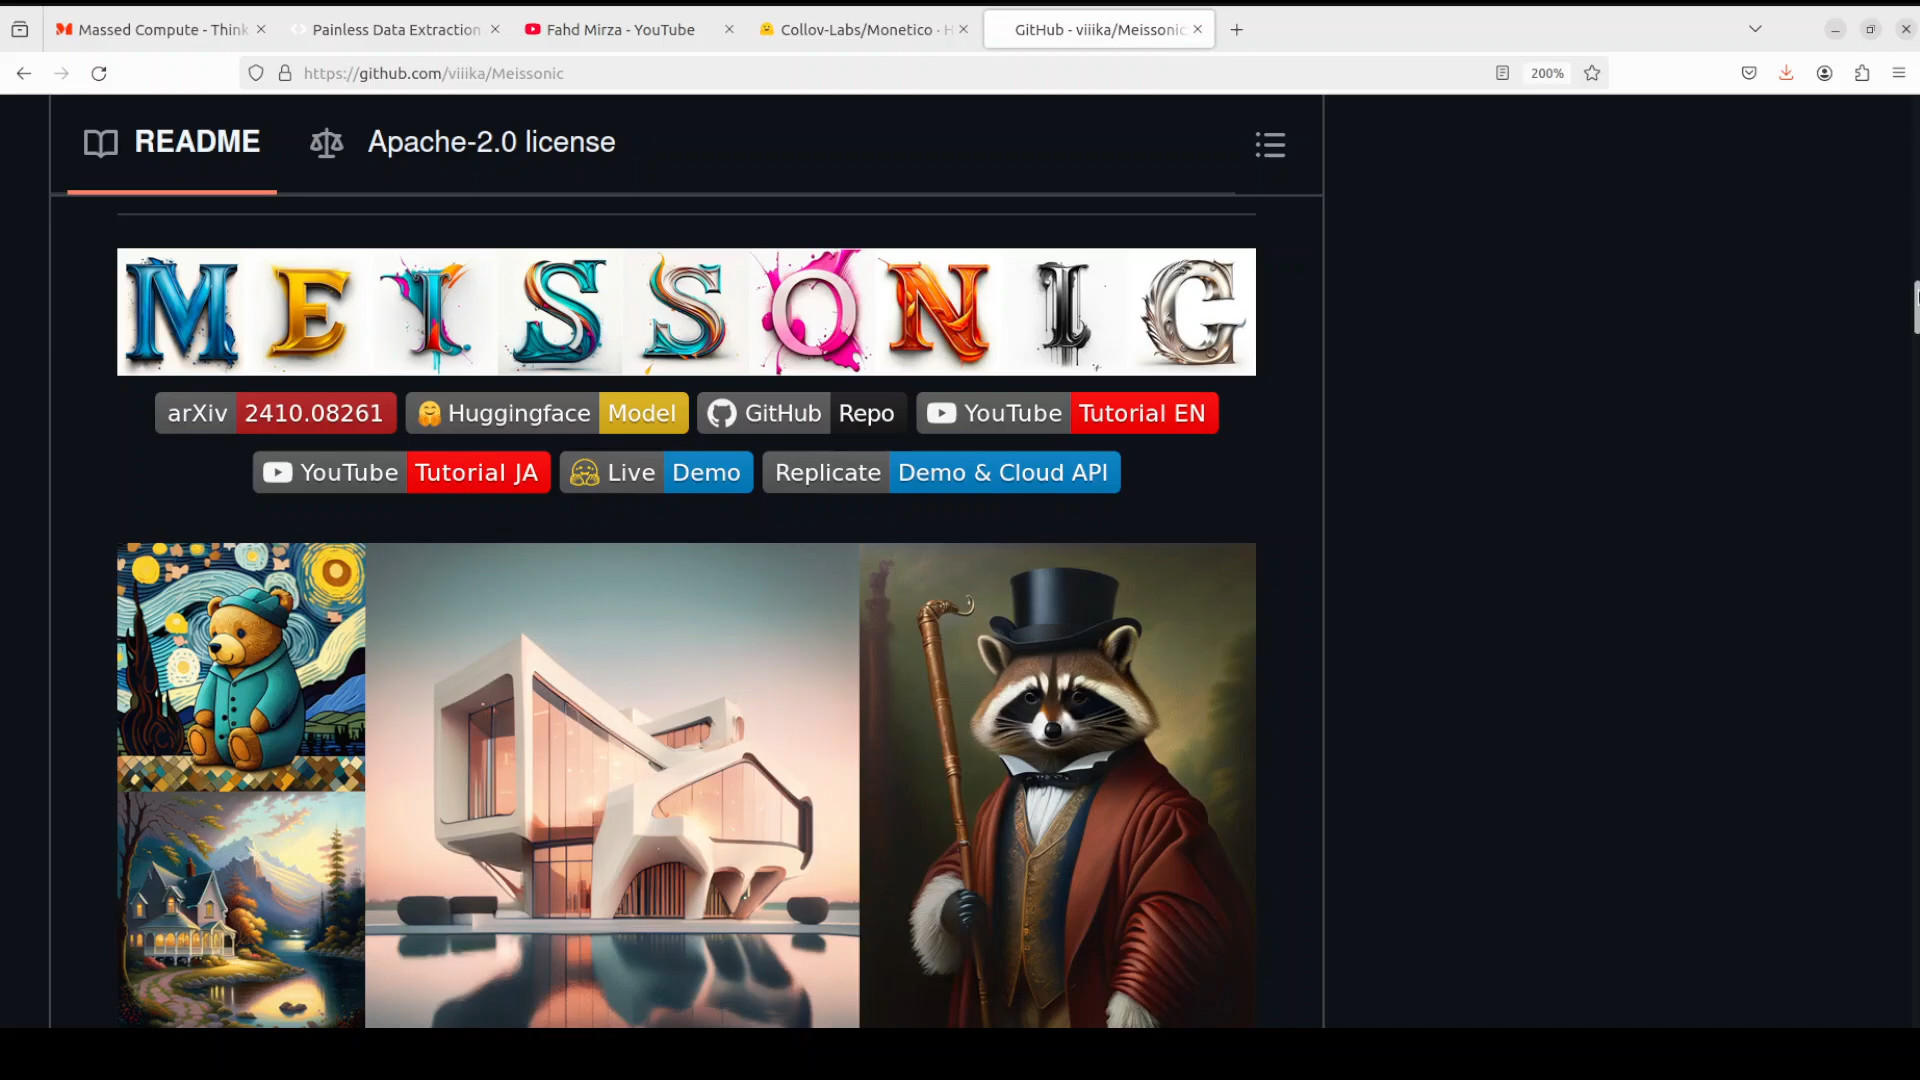 Massed Compute - Think
Painless Data Extraction
Fahd Mirza - YouTube
Collov-Labs/Monetico · H
GitHub - viiika/Meissonic:
https://github.com/viiika/Meissonic
200%
README
Apache-2.0 license
MEISSONIC
arXiv 2410.08261
Huggingface Model
GitHub Repo
YouTube Tutorial EN
YouTube Tutorial JA
Live Demo
Replicate Demo & Cloud API